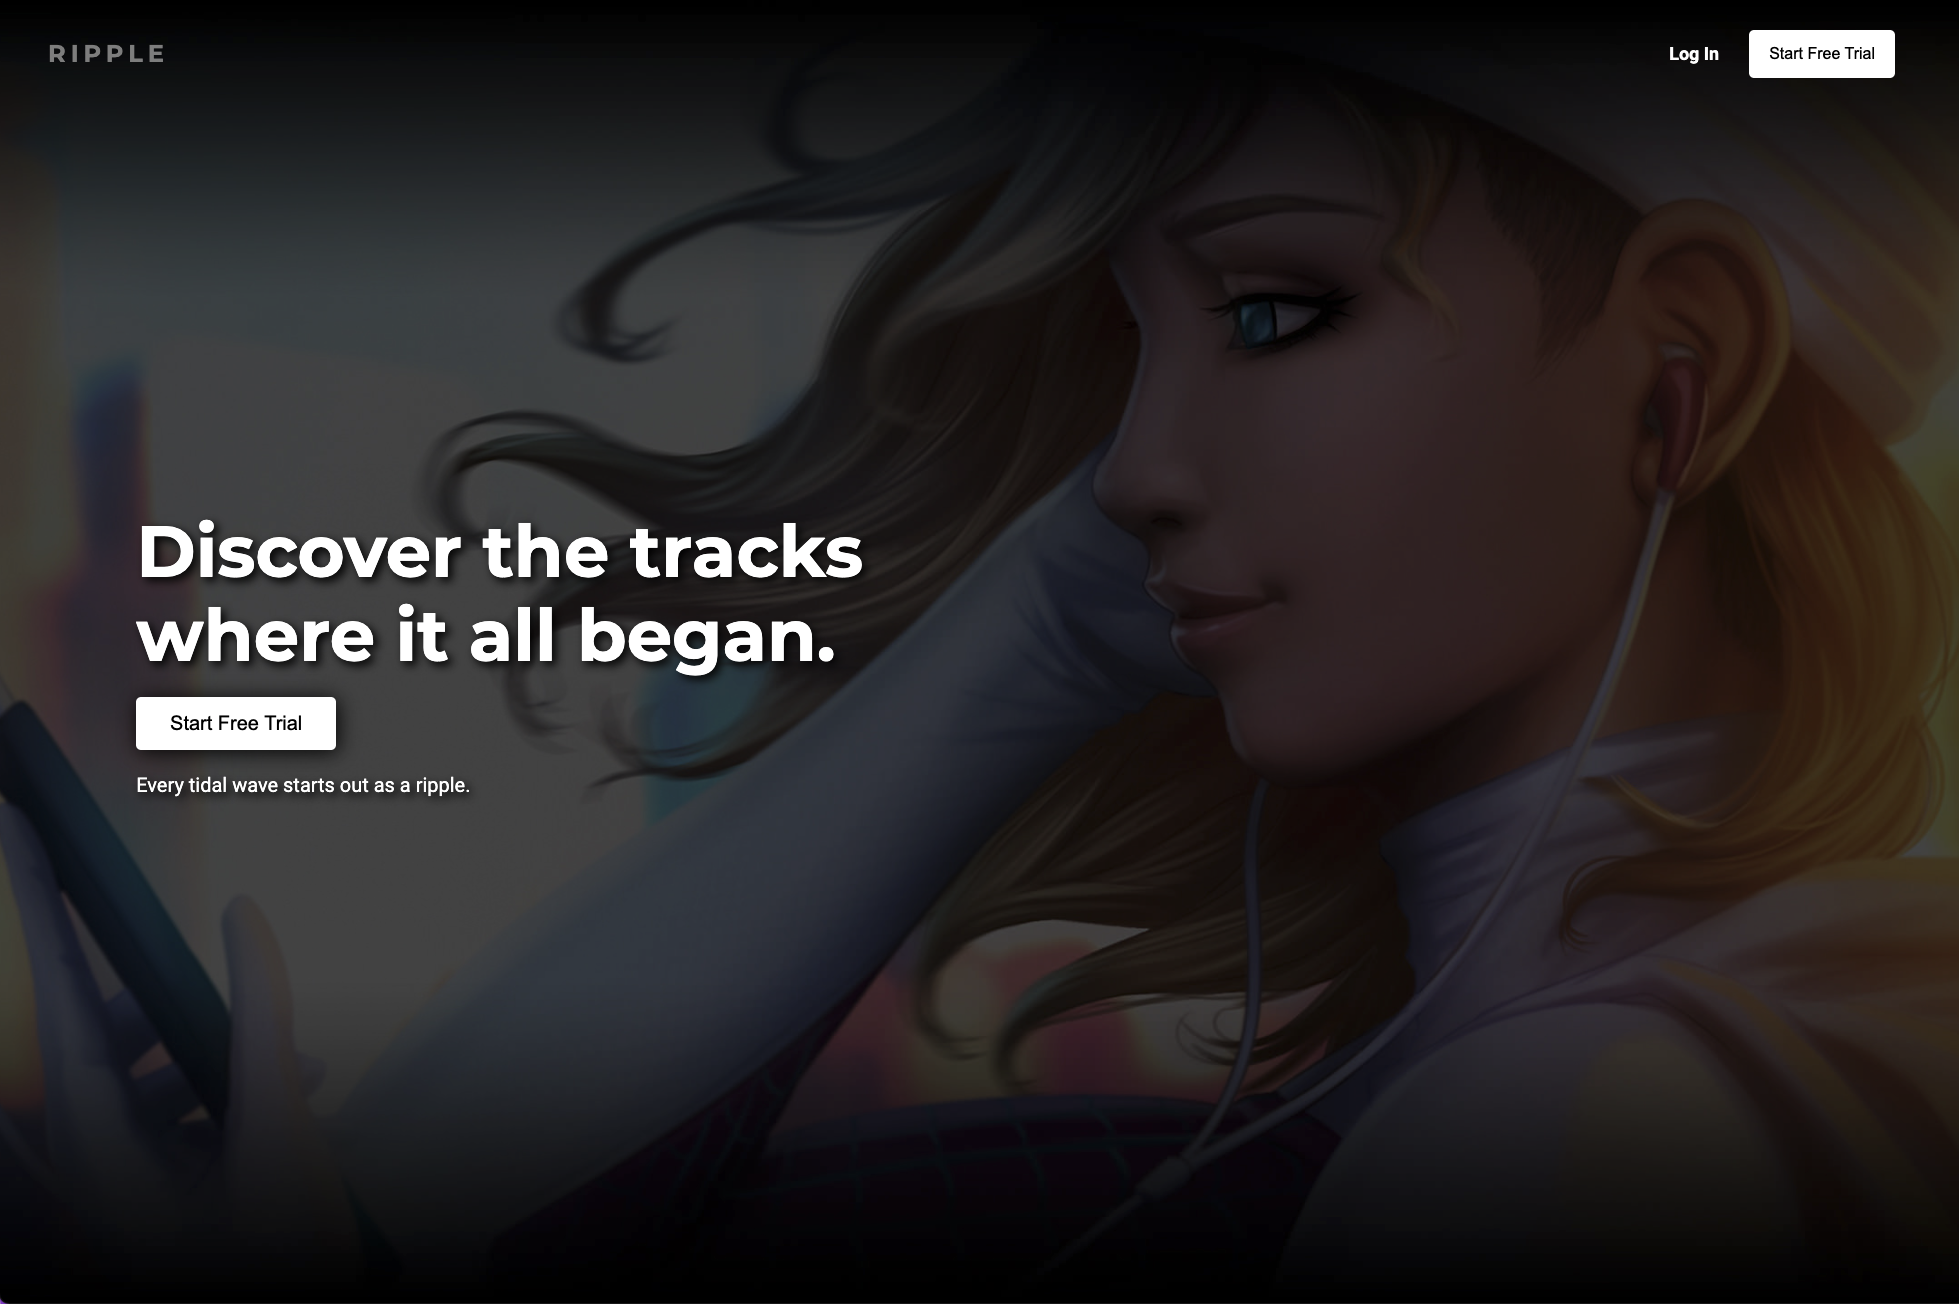 RIPPLE
Log In
Start Free Trial
Discover the tracks
where it all began.
Start Free Trial
Every tidal wave starts out as a ripple.